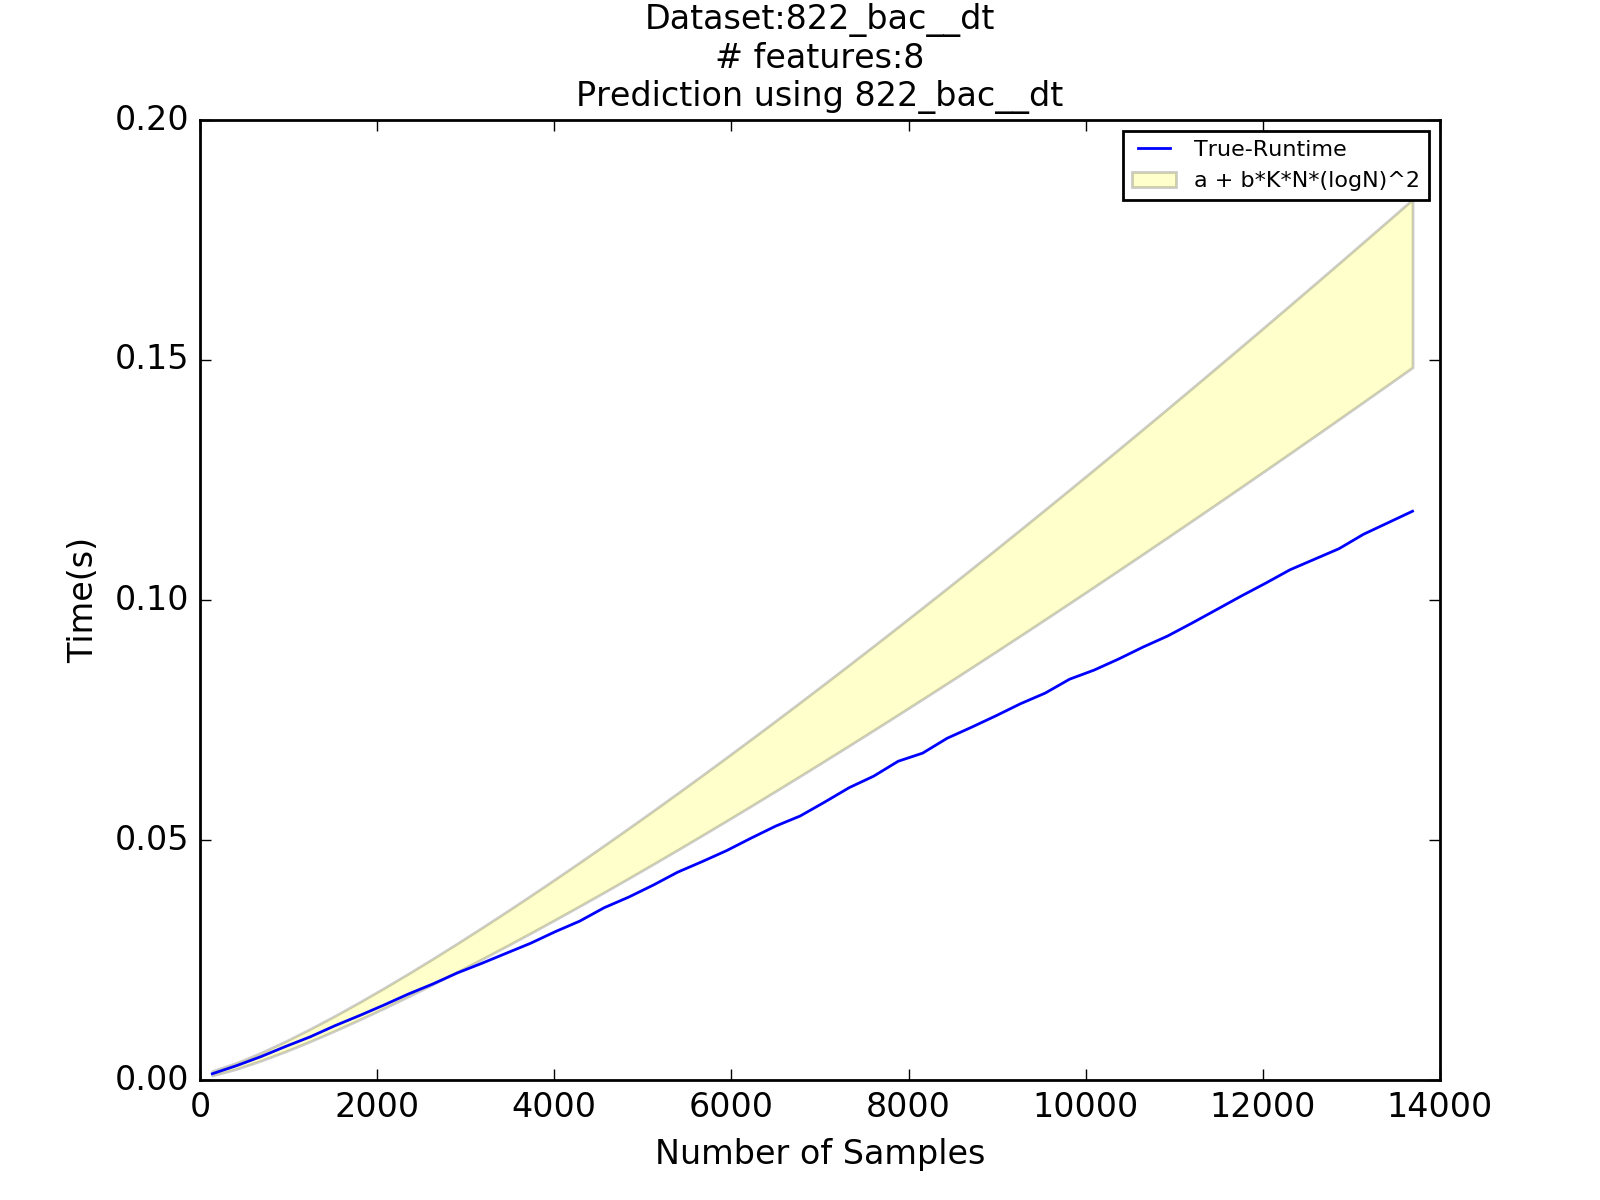 Dataset:822_bac__dt
# features:8
Prediction using 822_bac__dt
0.20
0.15
0.10
0.05
0.00
Time(s)
True-Runtime
a + b*K*N*(logN)^2
0 2000 4000 6000 8000 10000 12000 14000
Number of Samples